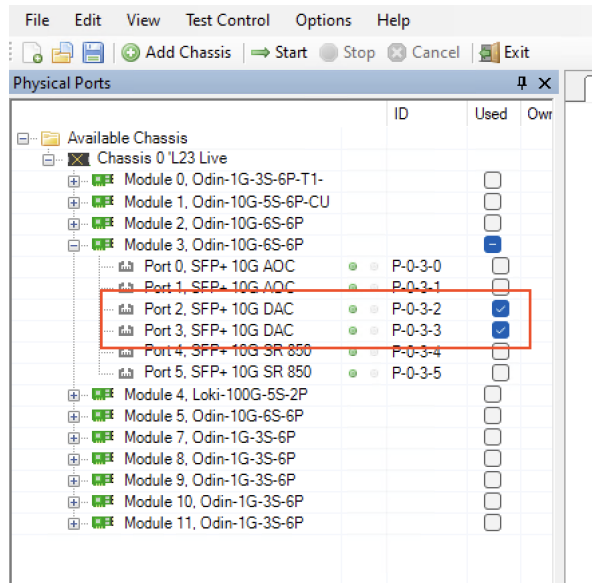 File Edit View Test Control Options Help
Add Chassis Start Stop Cancel Exit
Physical Ports
ID Used Owr
Available Chassis
Chassis 0 'L23 Live
Module 0, Odin-1G-3S-6P-T1-
Module 1, Odin-10G-5S-6P-CU
Module 2, Odin-10G-6S-6P
Module 3, Odin-10G-6S-6P
Port 0, SFP+ 10G AOC P-0-3-0
Port 1, SFP+ 10G AOC P-0-3-1
Port 2, SFP+ 10G DAC P-0-3-2
Port 3, SFP+ 10G DAC P-0-3-3
Port 4, SFP+ 10G SR 850 P-0-3-4
Port 5, SFP+ 10G SR 850 P-0-3-5
Module 4, Loki-100G-5S-2P
Module 5, Odin-10G-6S-6P
Module 7, Odin-1G-3S-6P
Module 8, Odin-1G-3S-6P
Module 9, Odin-1G-3S-6P
Module 10, Odin-1G-3S-6P
Module 11, Odin-1G-3S-6P